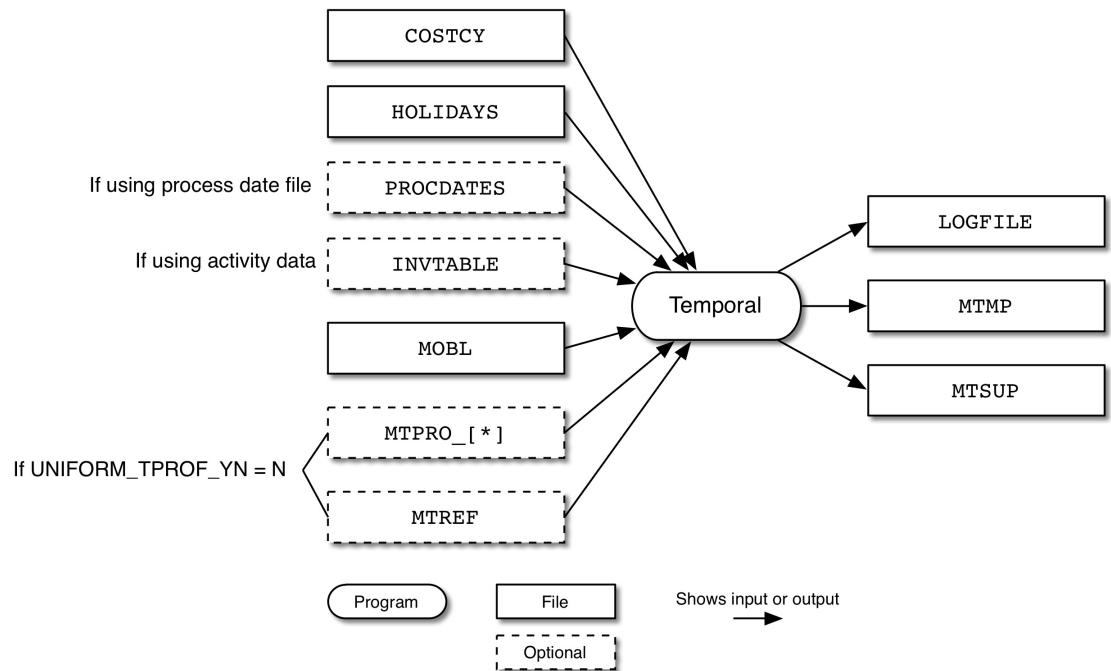 COSTCY
HOLIDAYS
If using process date file
PROCDATES
LOGFILE
If using activity data
INVTABLE
Temporal
MTMP
MOBL
MTSUP
MTPRO_[*]
If UNIFORM_TPROF_YN = N
MTREF
Program
File
Shows input or output
Optional